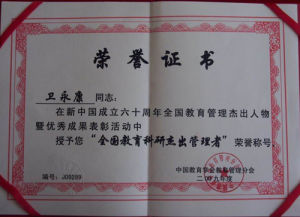 荣誉证书
卫永康 同志:
在新中国成立六十周年全国教育管理杰出人物
暨优秀成果表彰活动中
授予您“全国教育科研杰出管理者”荣誉称号
中国教育学会教育管理分会
编号: J09289
二〇〇九年度